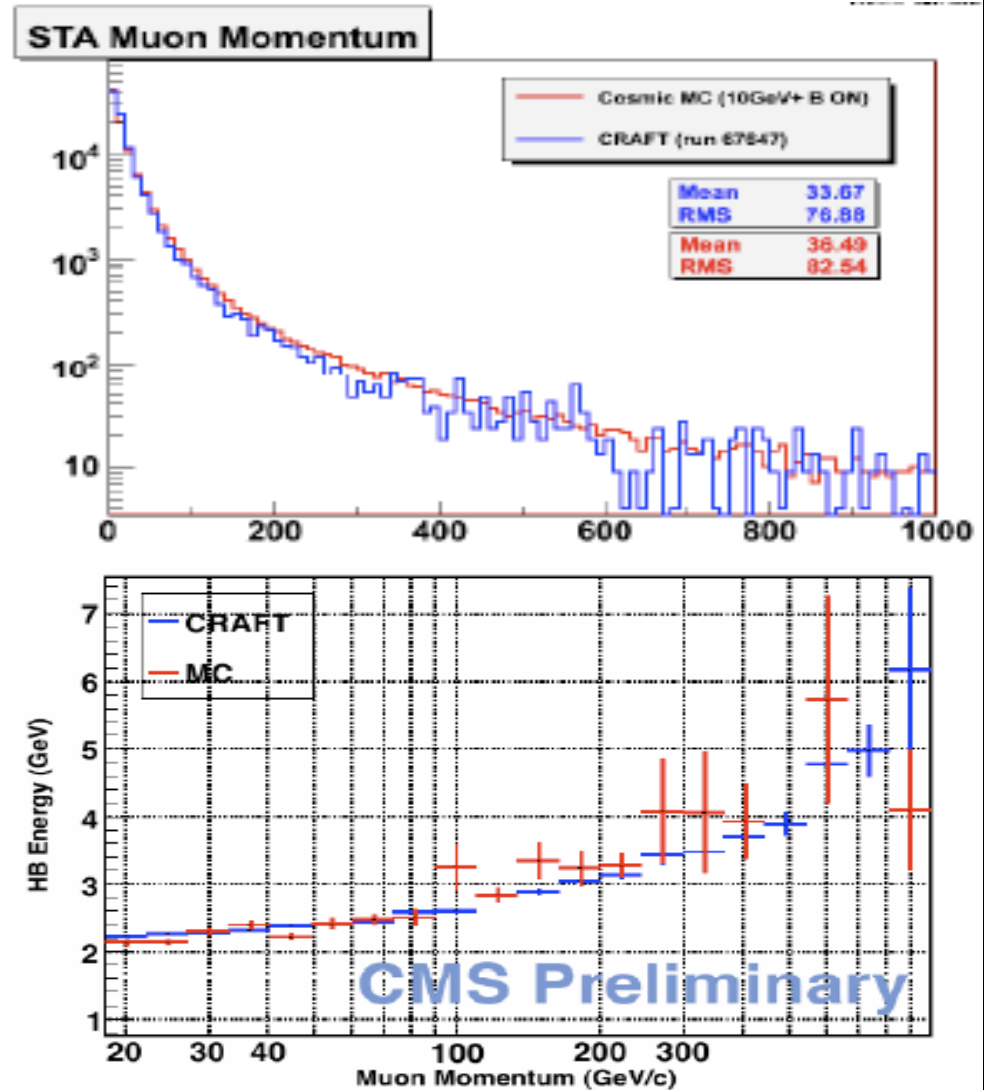 STA Muon Momentum
Cosmic MC (10GeV+ B ON)
CRAFT (run 67647)
Mean 33.67
RMS 76.88
Mean 36.49
RMS 82.54
10⁴
10³
10²
10
0 200 400 600 800 1000
CRAFT
MC
7
6
5
4
3
2
1
HB Energy (GeV)
CMS Preliminary
20 30 40 100 200 300
Muon Momentum (GeV/c)